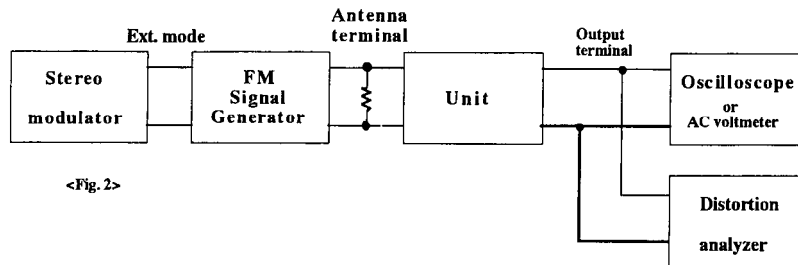 Ext. mode
Antenna
terminal
Output
terminal
Stereo
modulator
FM
Signal
Generator
Unit
Oscilloscope
or
AC voltmeter
<Fig. 2>
Distortion
analyzer